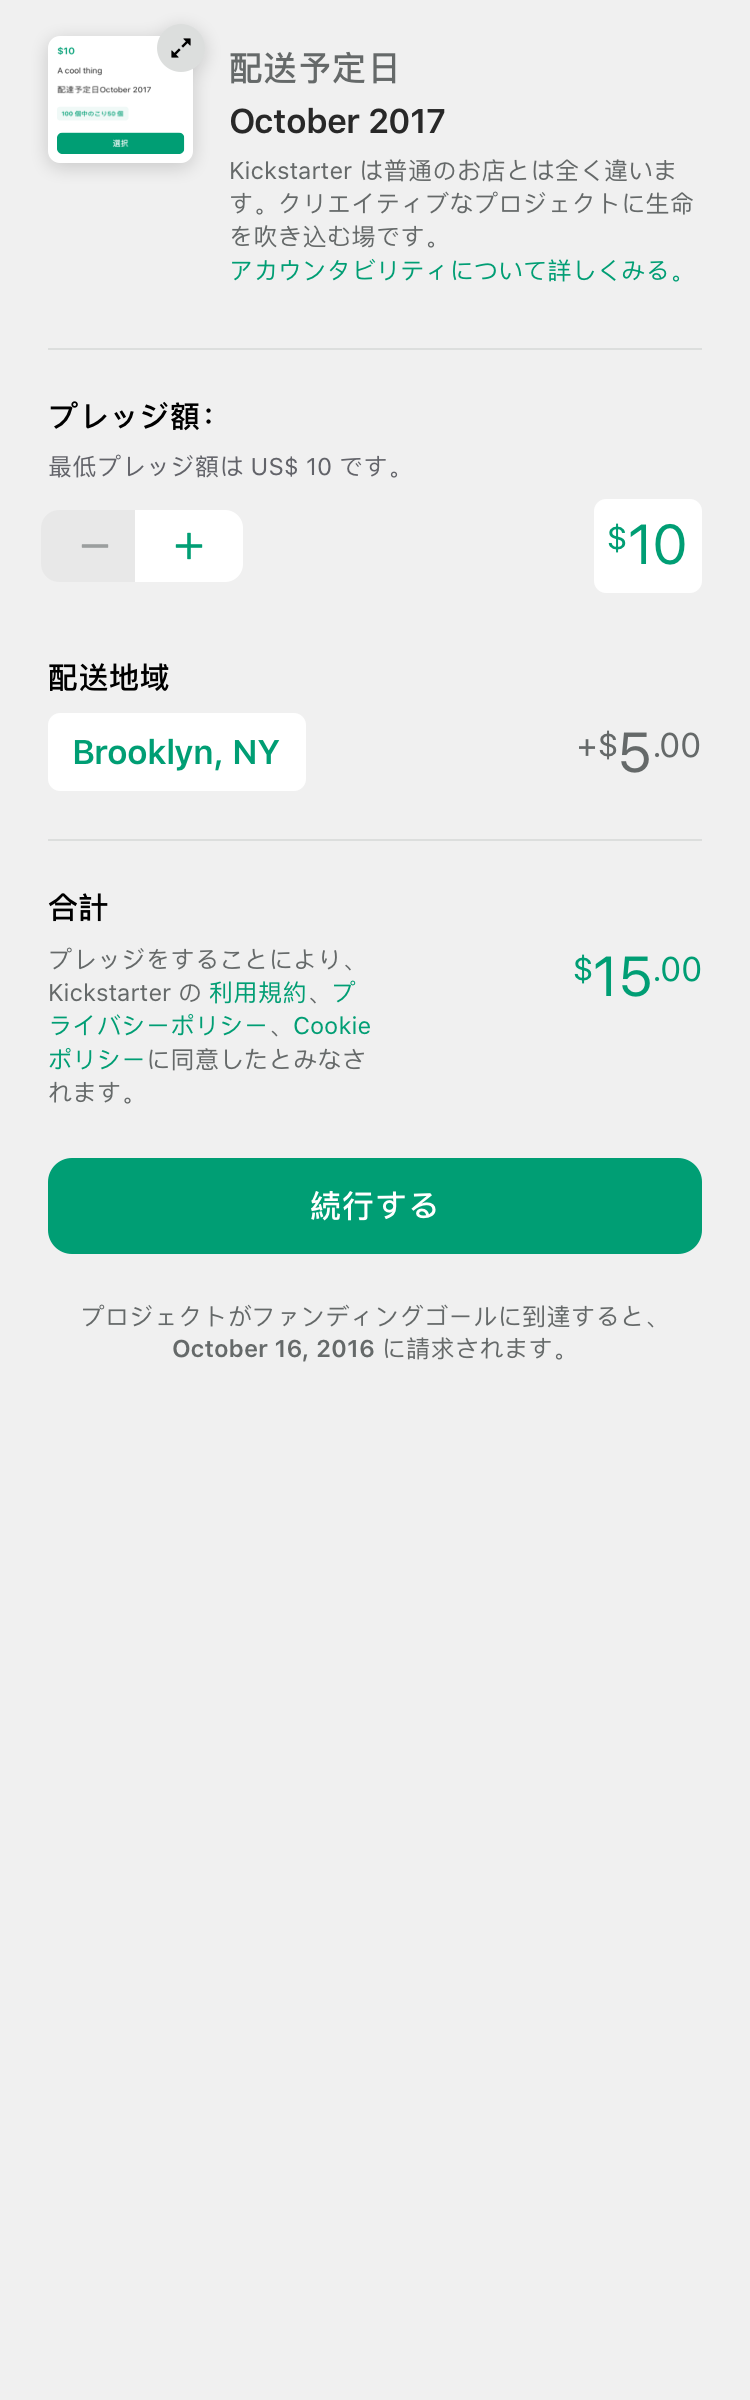 $10
A cool thing
配達予定日October 2017
100 個中のこり50 個
選択
配送予定日
October 2017
Kickstarter は普通のお店とは全く違いま
す。クリエイティブなプロジェクトに生命
を吹き込む場です。
アカウンタビリティについて詳しくみる。
プレッジ額：
最低プレッジ額は US$ 10 です。
$10
配送地域
Brooklyn, NY
+$5.00
合計
プレッジをすることにより、
Kickstarter の 利用規約、プ
ライバシーポリシー、Cookie
ポリシーに同意したとみなさ
れます。
$15.00
続行する
プロジェクトがファンディングゴールに到達すると、
October 16, 2016 に請求されます。